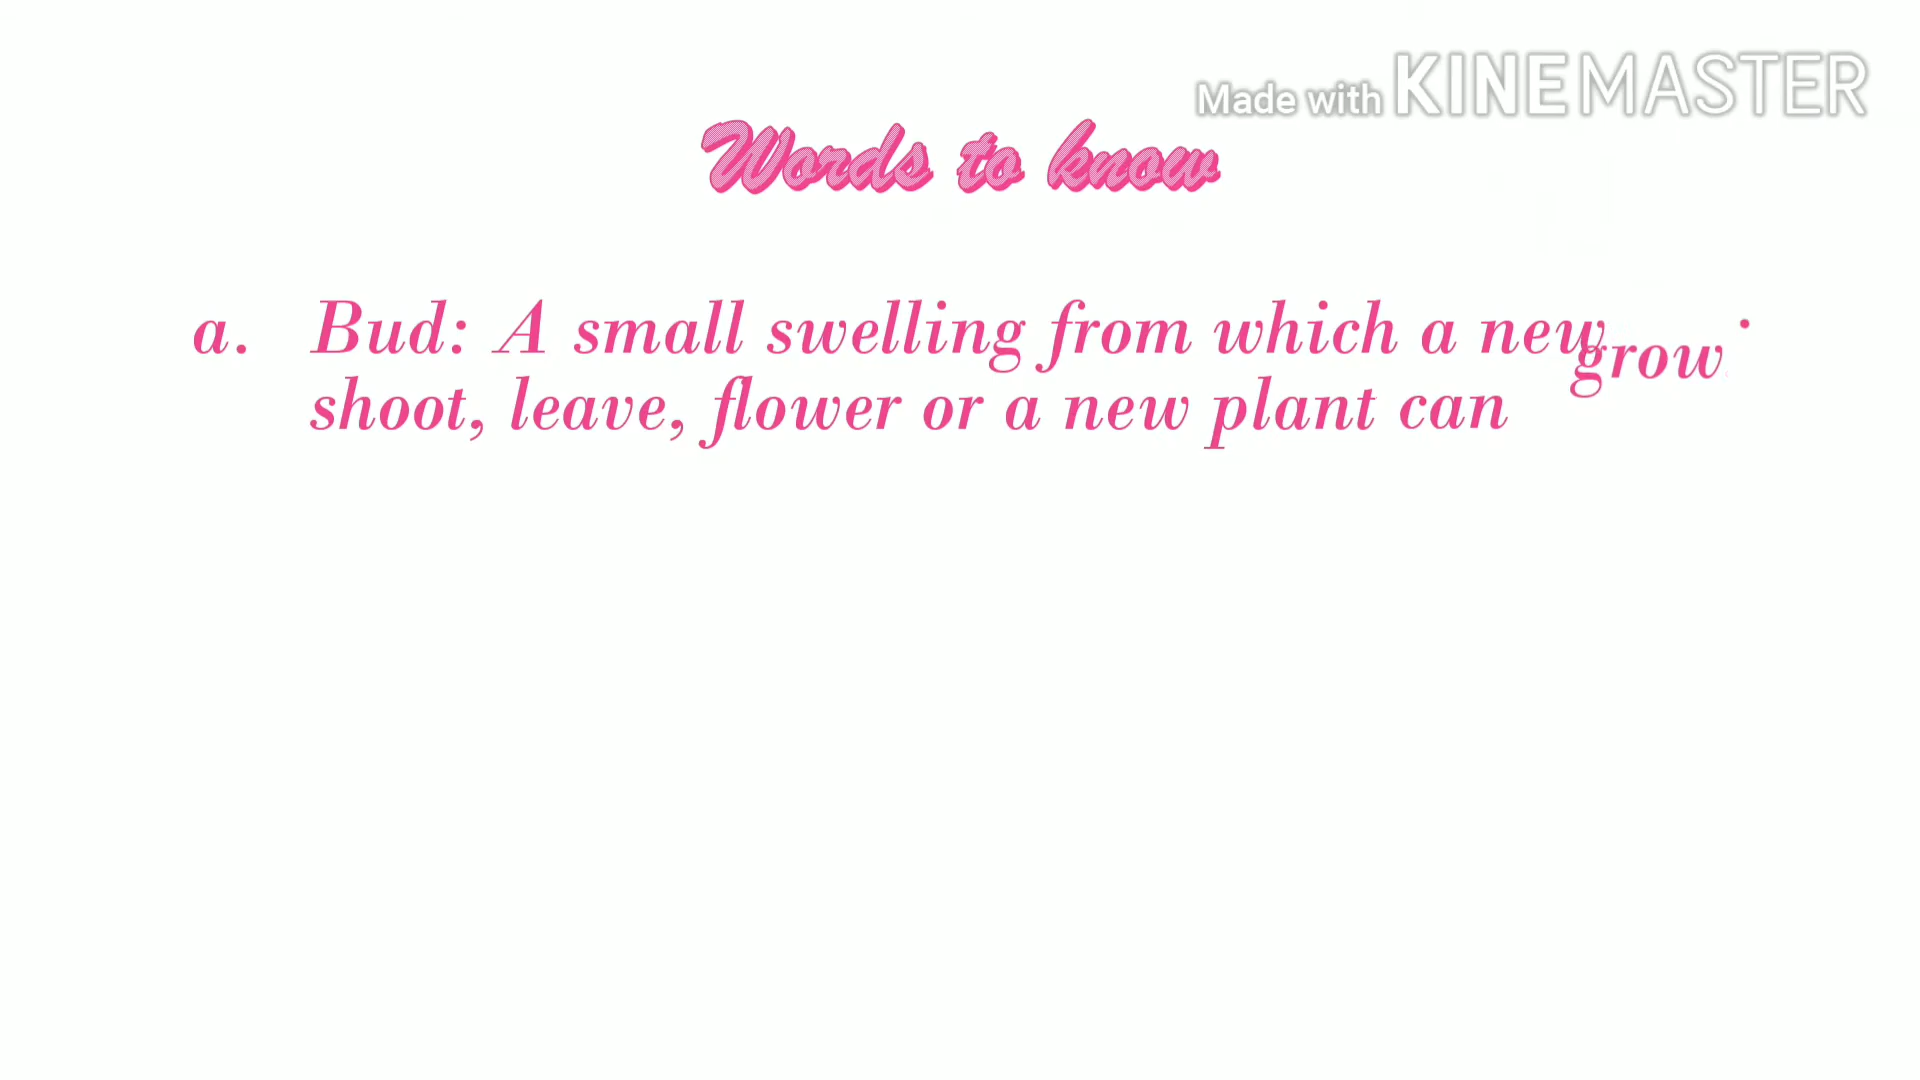 Made with KINEMASTER
Words to know
a. Bud: A small swelling from which a new
shoot, leave, flower or a new plant can grow.